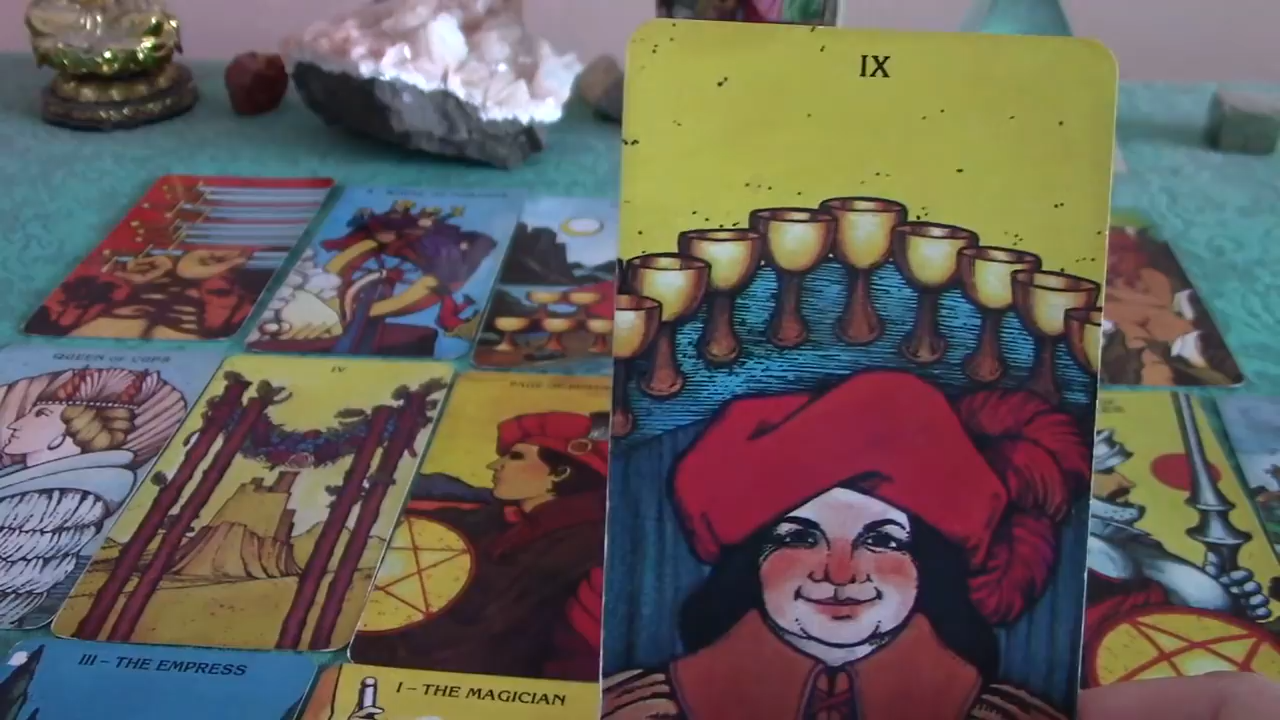 IX
QUEEN OF CUPS
IV
III – THE EMPRESS
I – THE MAGICIAN